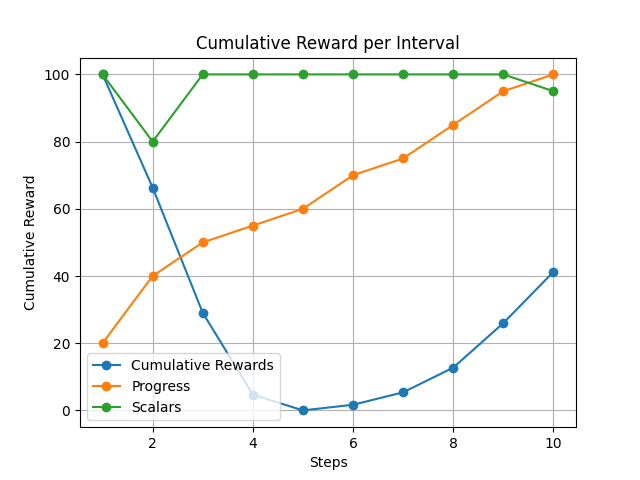 Cumulative Reward per Interval
Cumulative Reward
100
80
60
40
20
0
Cumulative Rewards
Progress
Scalars
2 4 6 8 10
Steps